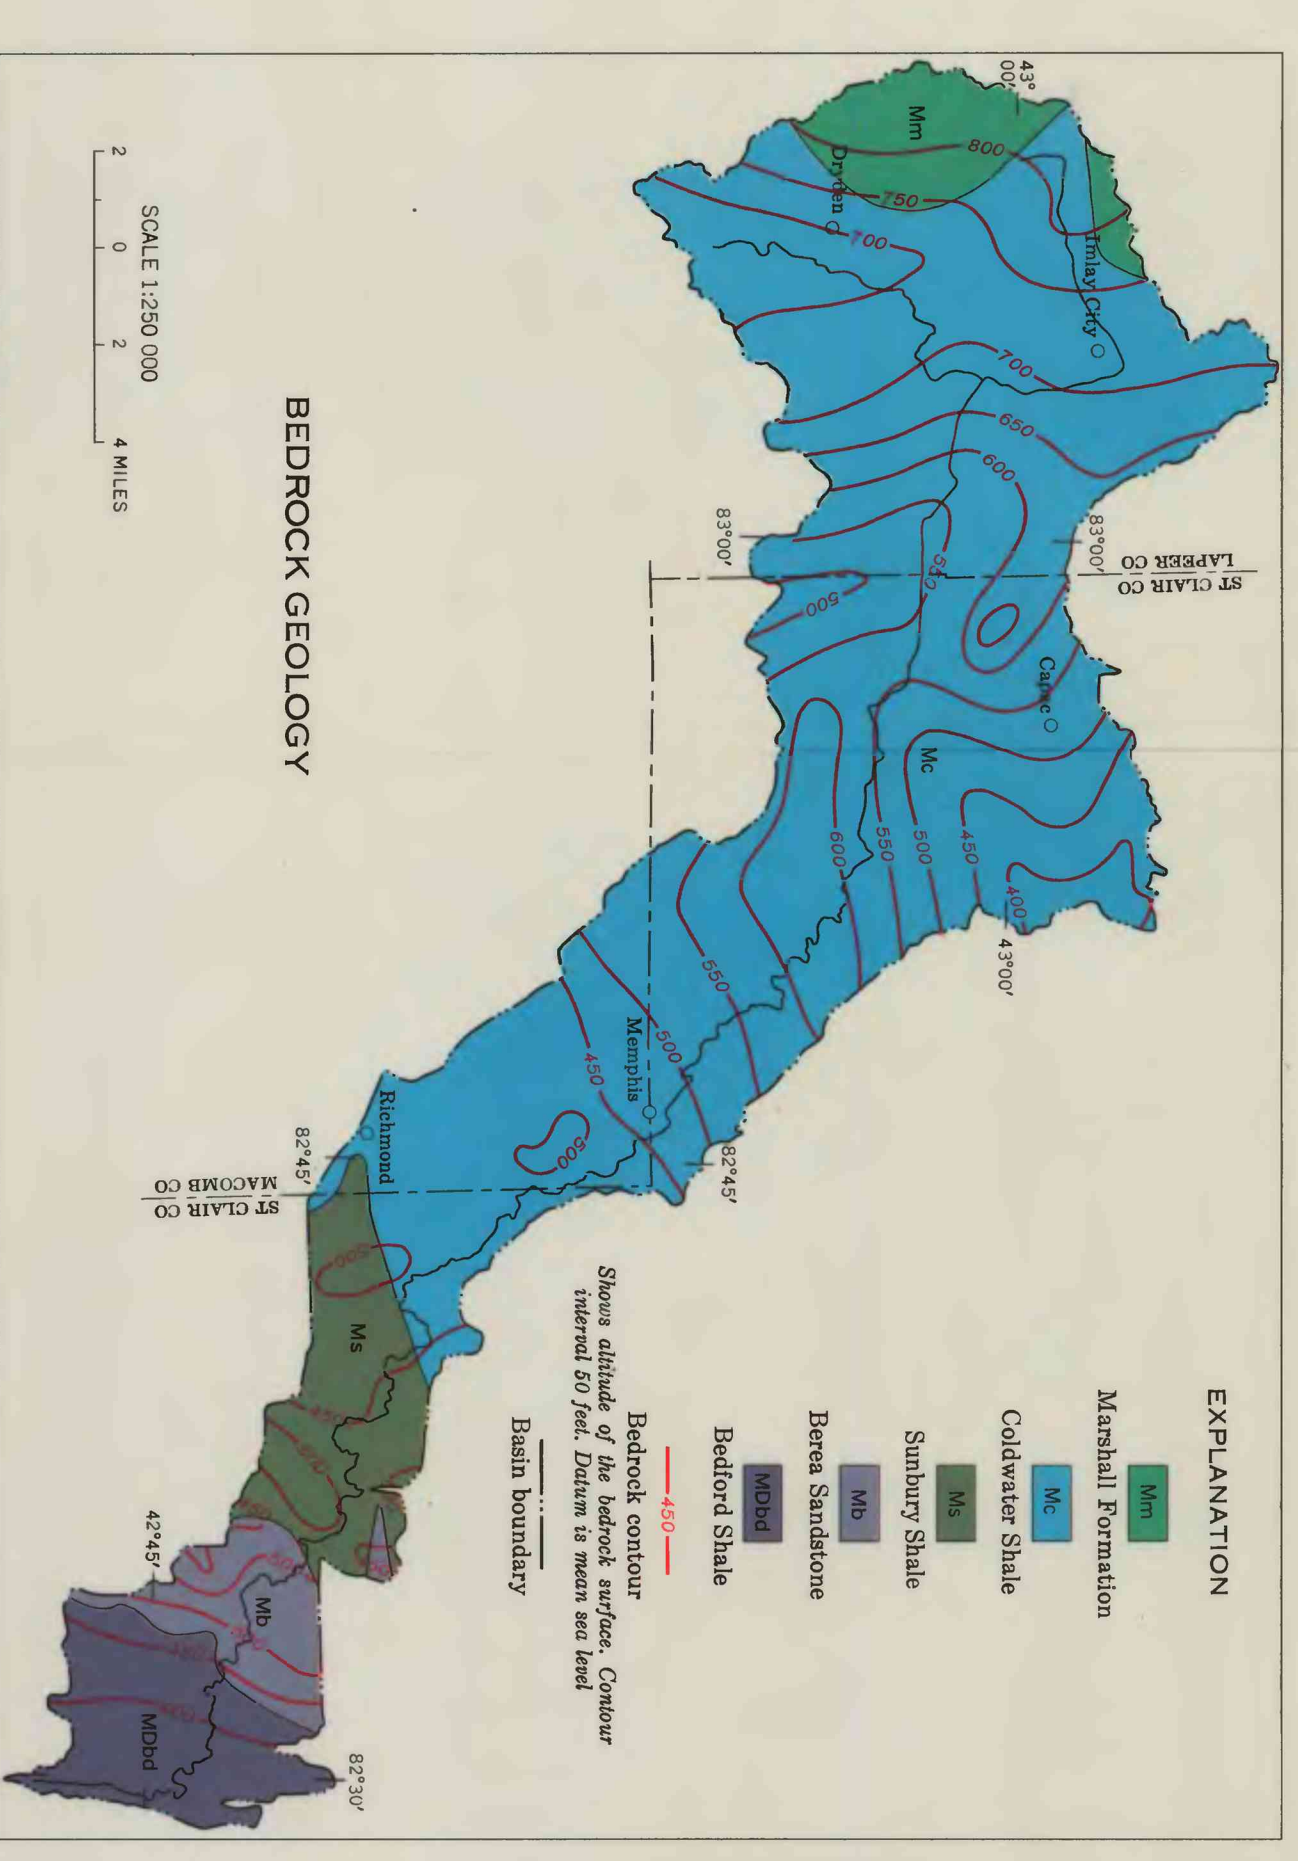 BEDROCK GEOLOGY
SCALE 1:250 000
2 0 2 4 MILES
EXPLANATION
Mm
Marshall Formation
Mc
Coldwater Shale
Ms
Sunbury Shale
Mb
Berea Sandstone
MDbd
Bedford Shale
450
Bedrock contour
Shows altitude of the bedrock surface. Contour
interval 50 feet. Datum is mean sea level
Basin boundary
43°
00'
Mm
800
Dryden
750
700
Imlay City
700
650
600
83°00'
83°00'
LAPEER CO
ST CLAIR CO
550
500
Capac
Mc
600
550
500
450
400
43°00'
550
500
Memphis
450
500
82°45'
Richmond
82°45'
MACOMB CO
ST CLAIR CO
500
Ms
450
42°45'
Mb
MDbd
82°30'